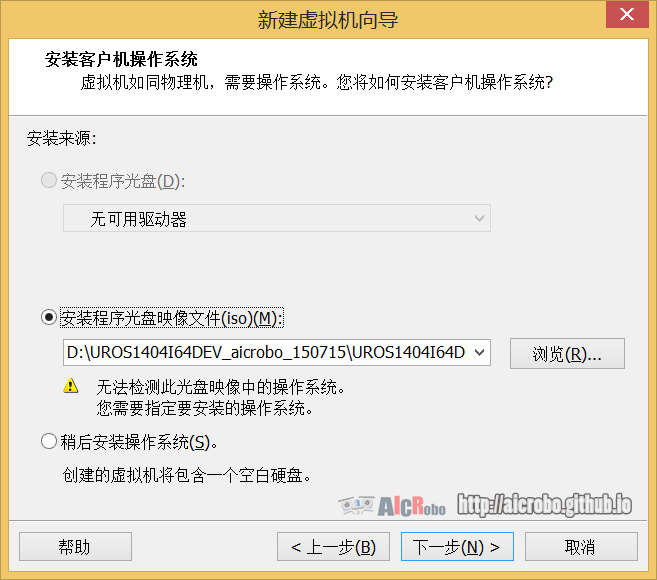 新建虚拟机向导
安装客户机操作系统
虚拟机如同物理机，需要操作系统。您将如何安装客户机操作系统?
安装来源:
安装程序光盘(D):
无可用驱动器
安装程序光盘映像文件(iso)(M):
D:\UROS1404I64DEV_aicrobo_150715\UROS1404I64D
浏览(R)...
无法检测此光盘映像中的操作系统。
您需要指定要安装的操作系统。
稍后安装操作系统(S)。
创建的虚拟机将包含一个空白硬盘。
AICRobo http://aicrobo.github.io
帮助
< 上一步(B)
下一步(N) >
取消